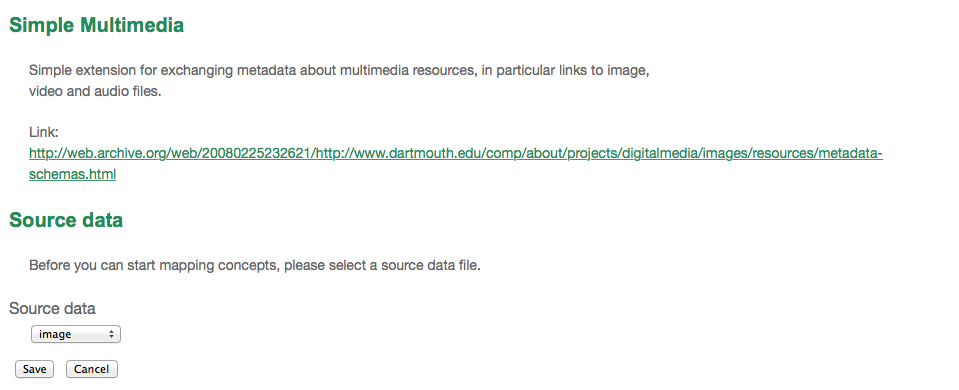 Simple Multimedia
Simple extension for exchanging metadata about multimedia resources, in particular links to image,
video and audio files.
Link:
http://web.archive.org/web/20080225232621/http://www.dartmouth.edu/comp/about/projects/digitalmedia/images/resources/metadata-
schemas.html
Source data
Before you can start mapping concepts, please select a source data file.
Source data
image
Save Cancel